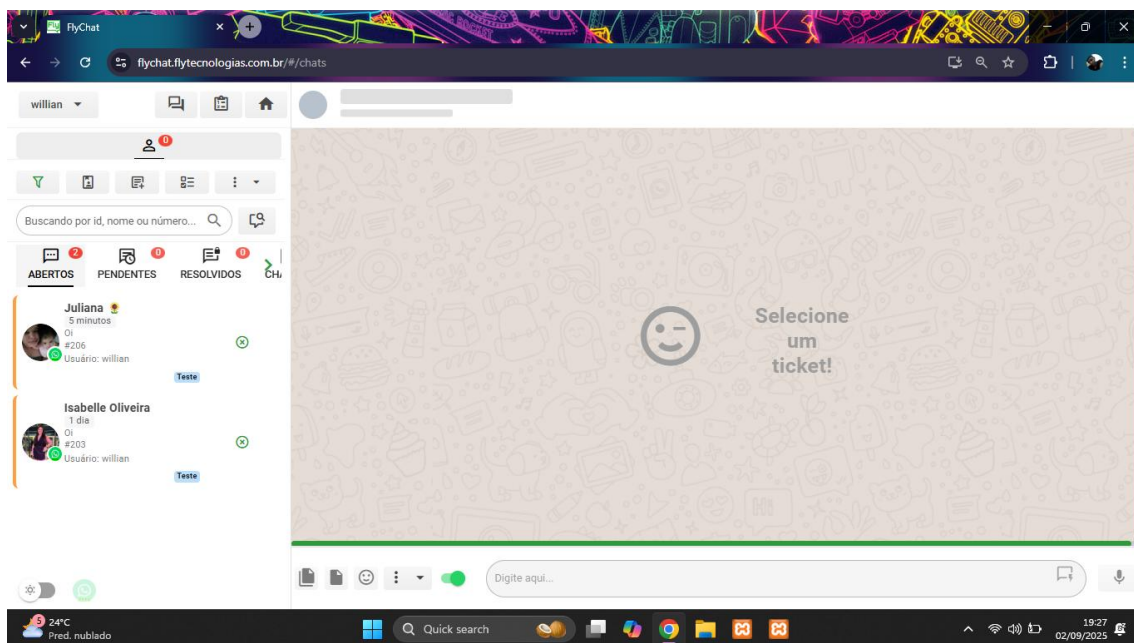 FlyChat
flychat.flytecnologias.com.br/#/chats
willian
0
Buscando por id, nome ou número...
2
0
0
ABERTOS PENDENTES RESOLVIDOS
Juliana 🌻
5 minutos
Oi
#206
Usuário: willian
Teste
Isabelle Oliveira
1 dia
Oi
#203
Usuário: willian
Teste
Selecione
um
ticket!
Digite aqui...
5
24°C
Pred. nublado
Quick search
19:27
02/09/2025